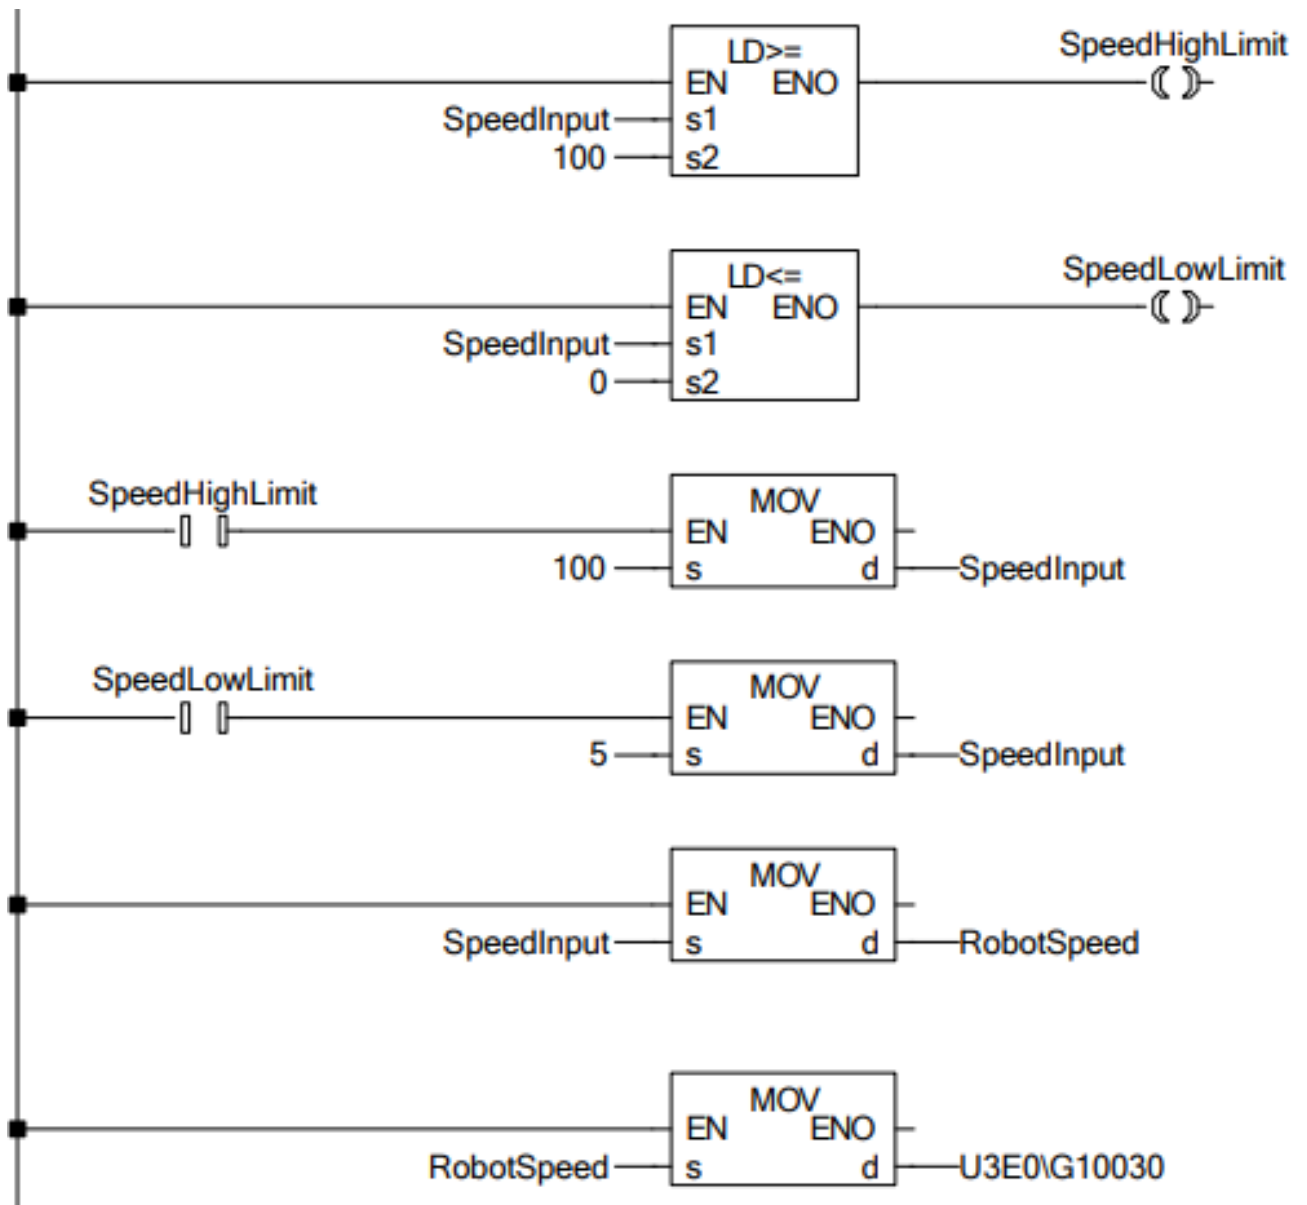 LD>=
SpeedHighLimit
EN ENO
SpeedInput s1
100 s2
LD<=
SpeedLowLimit
EN ENO
SpeedInput s1
0 s2
SpeedHighLimit
MOV
EN ENO
100 s d SpeedInput
SpeedLowLimit
MOV
EN ENO
5 s d SpeedInput
MOV
EN ENO
SpeedInput s d RobotSpeed
MOV
EN ENO
RobotSpeed s d U3E0\G10030